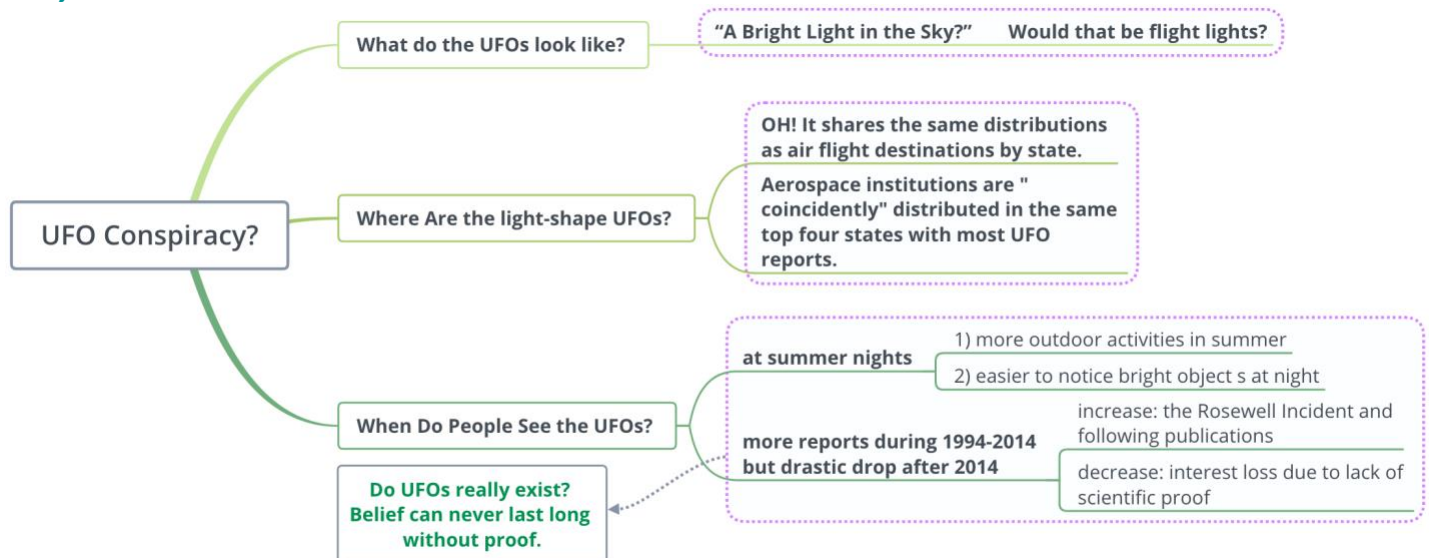 “A Bright Light in the Sky?” Would that be flight lights?
What do the UFOs look like?
OH! It shares the same distributions
as air flight destinations by state.
Aerospace institutions are "
coincidently" distributed in the same
top four states with most UFO
reports.
Where Are the light-shape UFOs?
UFO Conspiracy?
at summer nights
1) more outdoor activities in summer
2) easier to notice bright object s at night
When Do People See the UFOs?
more reports during 1994-2014
but drastic drop after 2014
increase: the Rosewell Incident and
following publications
decrease: interest loss due to lack of
scientific proof
Do UFOs really exist?
Belief can never last long
without proof.